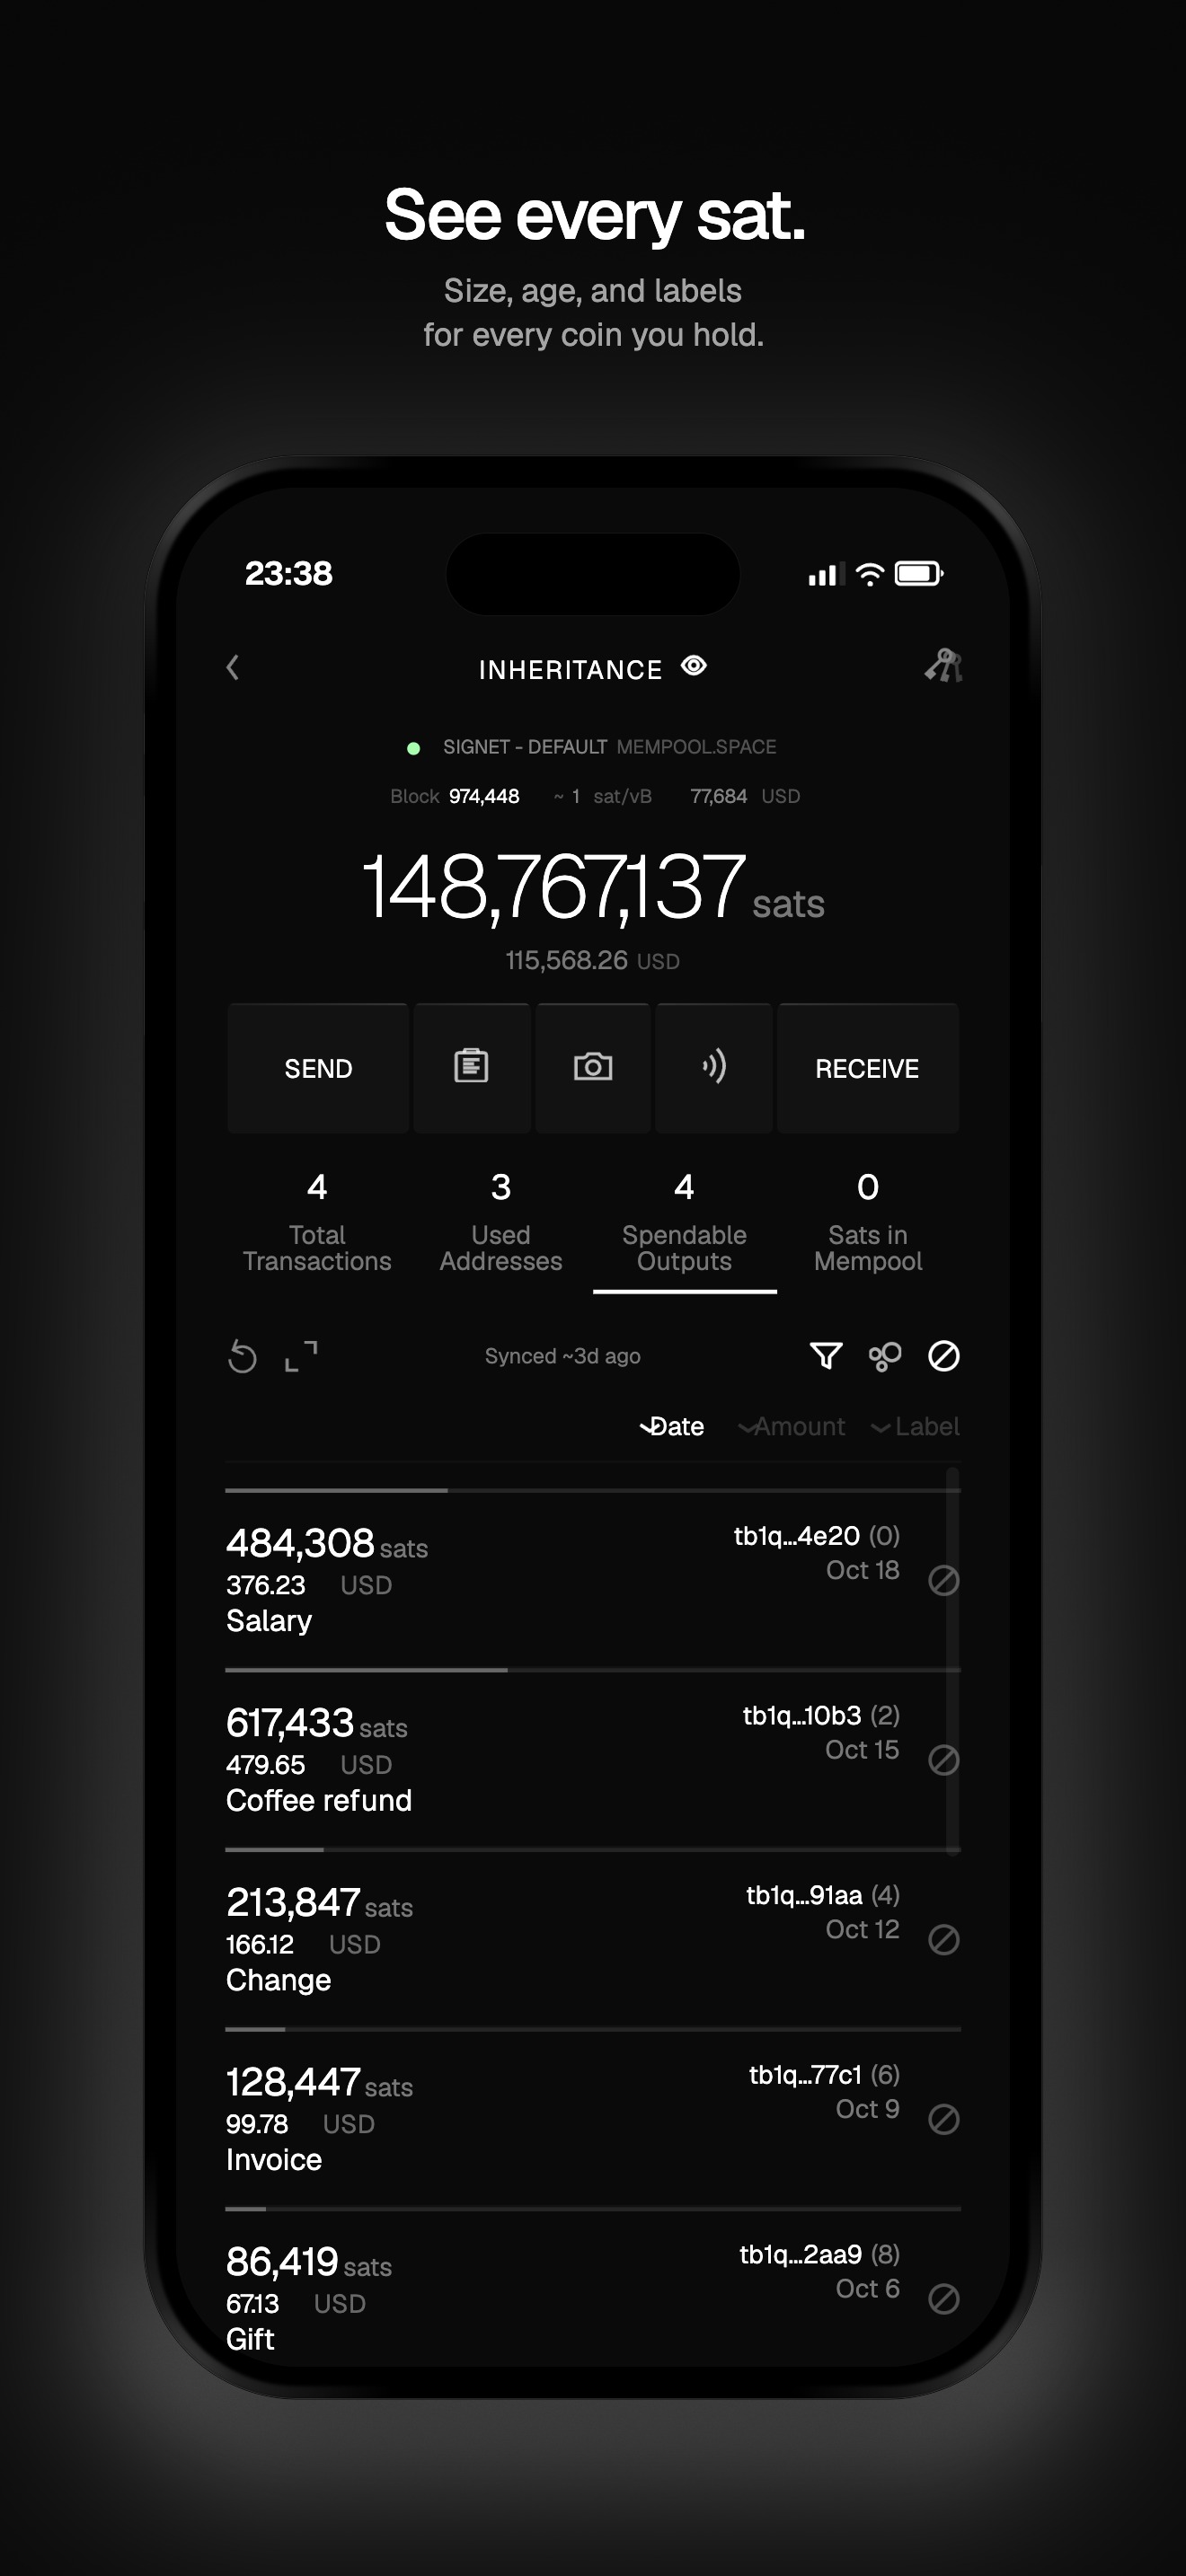 See every sat.
Size, age, and labels
for every coin you hold.
23:38
INHERITANCE
SIGNET - DEFAULT MEMPOOL.SPACE
Block 974,448 ~ 1 sat/vB 77,684 USD
148,767,137 sats
115,568.26 USD
SEND RECEIVE
4 3 4 0
Total Used Spendable Sats in
Transactions Addresses Outputs Mempool
Synced ~3d ago
Date Amount Label
484,308 sats tb1q...4e20 (0)
376.23 USD Oct 18
Salary
617,433 sats tb1q...10b3 (2)
479.65 USD Oct 15
Coffee refund
213,847 sats tb1q...91aa (4)
166.12 USD Oct 12
Change
128,447 sats tb1q...77c1 (6)
99.78 USD Oct 9
Invoice
86,419 sats tb1q...2aa9 (8)
67.13 USD Oct 6
Gift